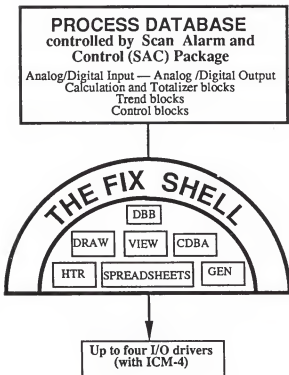 PROCESS DATABASE
controlled by Scan Alarm and
Control (SAC) Package
Analog/Digital Input — Analog /Digital Output
Calculation and Totalizer blocks
Trend blocks
Control blocks
THE FIX SHELL
DBB
DRAW VIEW CDBA
HTR SPREADSHEETS GEN
Up to four I/O drivers
(with ICM-4)